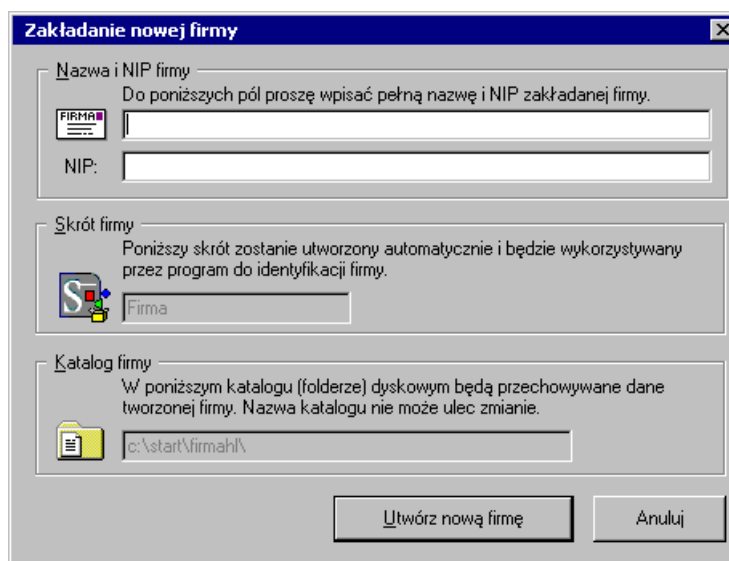 Zakładanie nowej firmy
Nazwa i NIP firmy
Do poniższych pól proszę wpisać pełną nazwę i NIP zakładanej firmy.
FIRMA
NIP:
Skrót firmy
Poniższy skrót zostanie utworzony automatycznie i będzie wykorzystywany
przez program do identyfikacji firmy.
S
Firma
Katalog firmy
W poniższym katalogu (folderze) dyskowym będą przechowywane dane
tworzonej firmy. Nazwa katalogu nie może ulec zmianie.
c:\start\firmahl\
Utwórz nową firmę
Anuluj